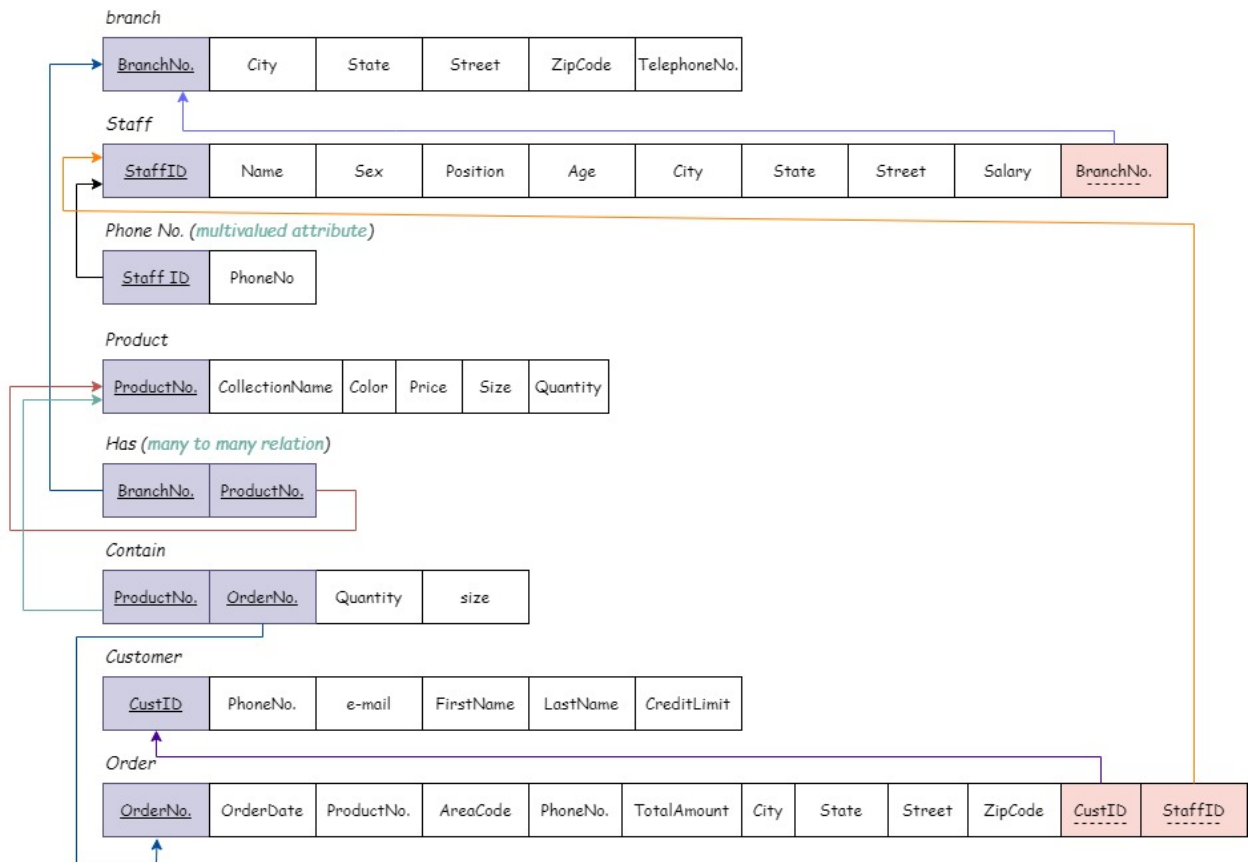 branch
BranchNo. City State Street ZipCode TelephoneNo.
Staff
StaffID Name Sex Position Age City State Street Salary BranchNo.
Phone No. (multivalued attribute)
Staff ID PhoneNo
Product
ProductNo. CollectionName Color Price Size Quantity
Has (many to many relation)
BranchNo. ProductNo.
Contain
ProductNo. OrderNo. Quantity size
Customer
CustID PhoneNo. e-mail FirstName LastName CreditLimit
Order
OrderNo. OrderDate ProductNo. AreaCode PhoneNo. TotalAmount City State Street ZipCode CustID StaffID